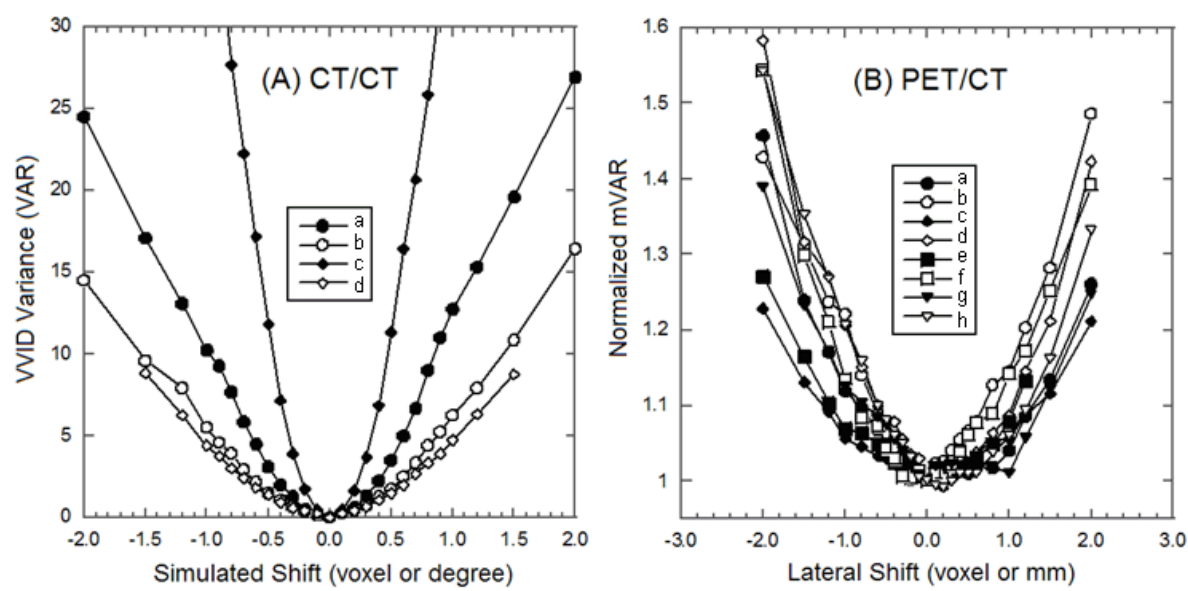 (A) CT/CT
VVID Variance (VAR)
30
25
20
15
10
5
0
a
b
c
d
-2.0 -1.5 -1.0 -0.5 0.0 0.5 1.0 1.5 2.0
Simulated Shift (voxel or degree)
(B) PET/CT
Normalized mVAR
1.6
1.5
1.4
1.3
1.2
1.1
1
a
b
c
d
e
f
g
h
-3.0 -2.0 -1.0 0.0 1.0 2.0 3.0
Lateral Shift (voxel or mm)